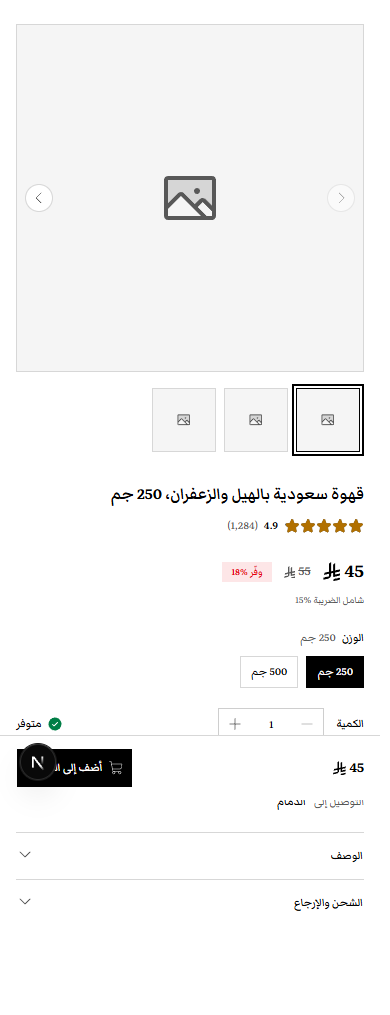 قهوة سعودية بالهيل والزعفران، 250 جم
4.9 (1,284)
45 55 وفّر 18%
شامل الضريبة 15%
الوزن 250 جم
250 جم 500 جم
الكمية 1 متوفر
45 أضف إلى
N
التوصيل إلى الدمام
الوصف
الشحن والإرجاع